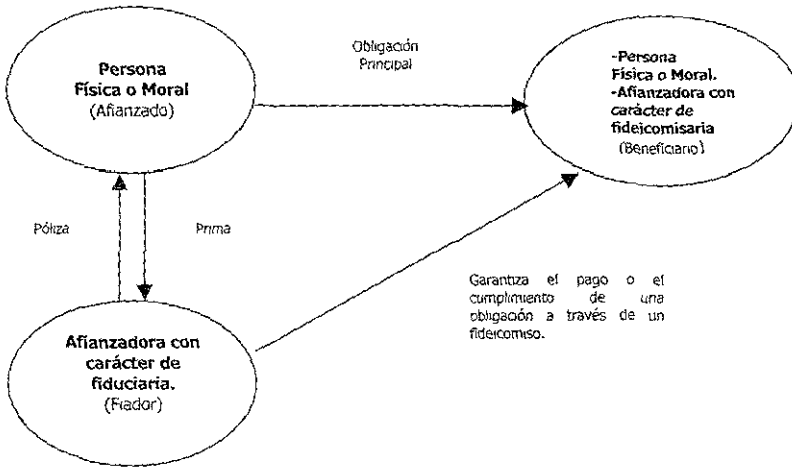 Persona
Física o Moral
(Afianzado)
Obligación
Principal
-Persona
Física o Moral.
-Afianzadora con
carácter de
fideicomisaria
(Beneficiario)
Póliza
Prima
Garantiza el pago o el
cumplimiento de una
obligación a través de un
fideicomiso.
Afianzadora con
carácter de
fiduciaria.
(Fiador)